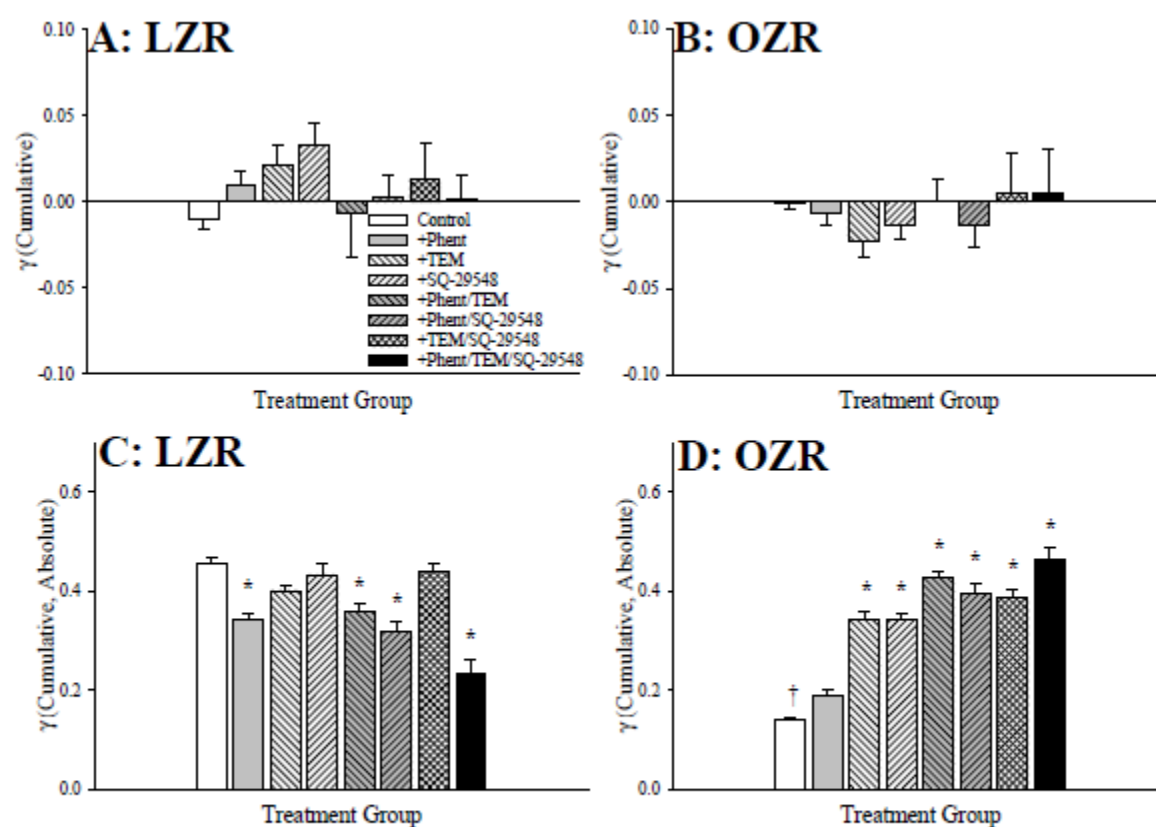 A: LZR
0.10
0.05
0.00
-0.05
-0.10
γ (Cumulative)
Control
+Phent
+TEM
+SQ-29548
+Phent/TEM
+Phent/SQ-29548
+TEM/SQ-29548
+Phent/TEM/SQ-29548
Treatment Group
B: OZR
0.10
0.05
0.00
-0.05
-0.10
γ (Cumulative)
Treatment Group
C: LZR
0.6
0.4
0.2
0.0
γ (Cumulative, Absolute)
*
*
*
*
Treatment Group
D: OZR
0.6
0.4
0.2
0.0
γ (Cumulative, Absolute)
†
*
*
*
*
*
*
Treatment Group